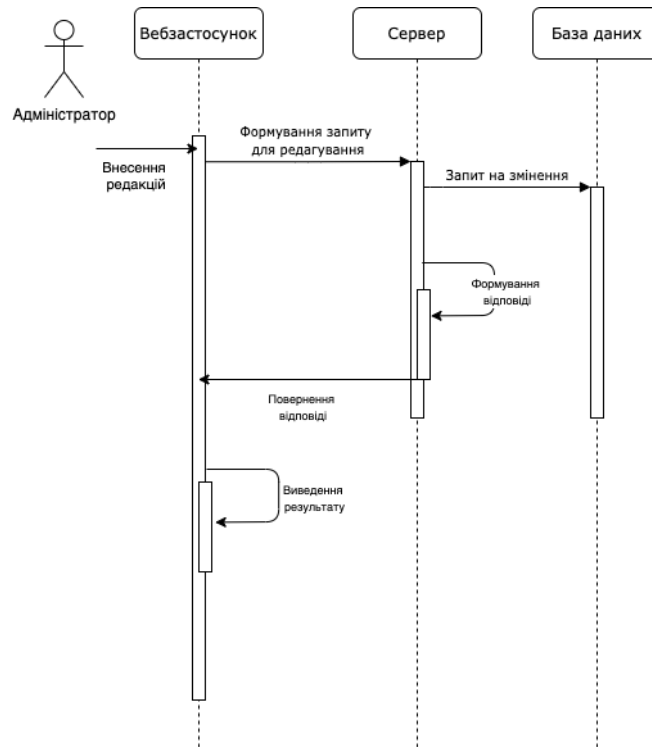 Вебзастосунок
Сервер
База даних
Адміністратор
Формування запиту
для редагування
Внесення
редакцій
Запит на змінення
Формування
відповіді
Повернення
відповіді
Виведення
результату